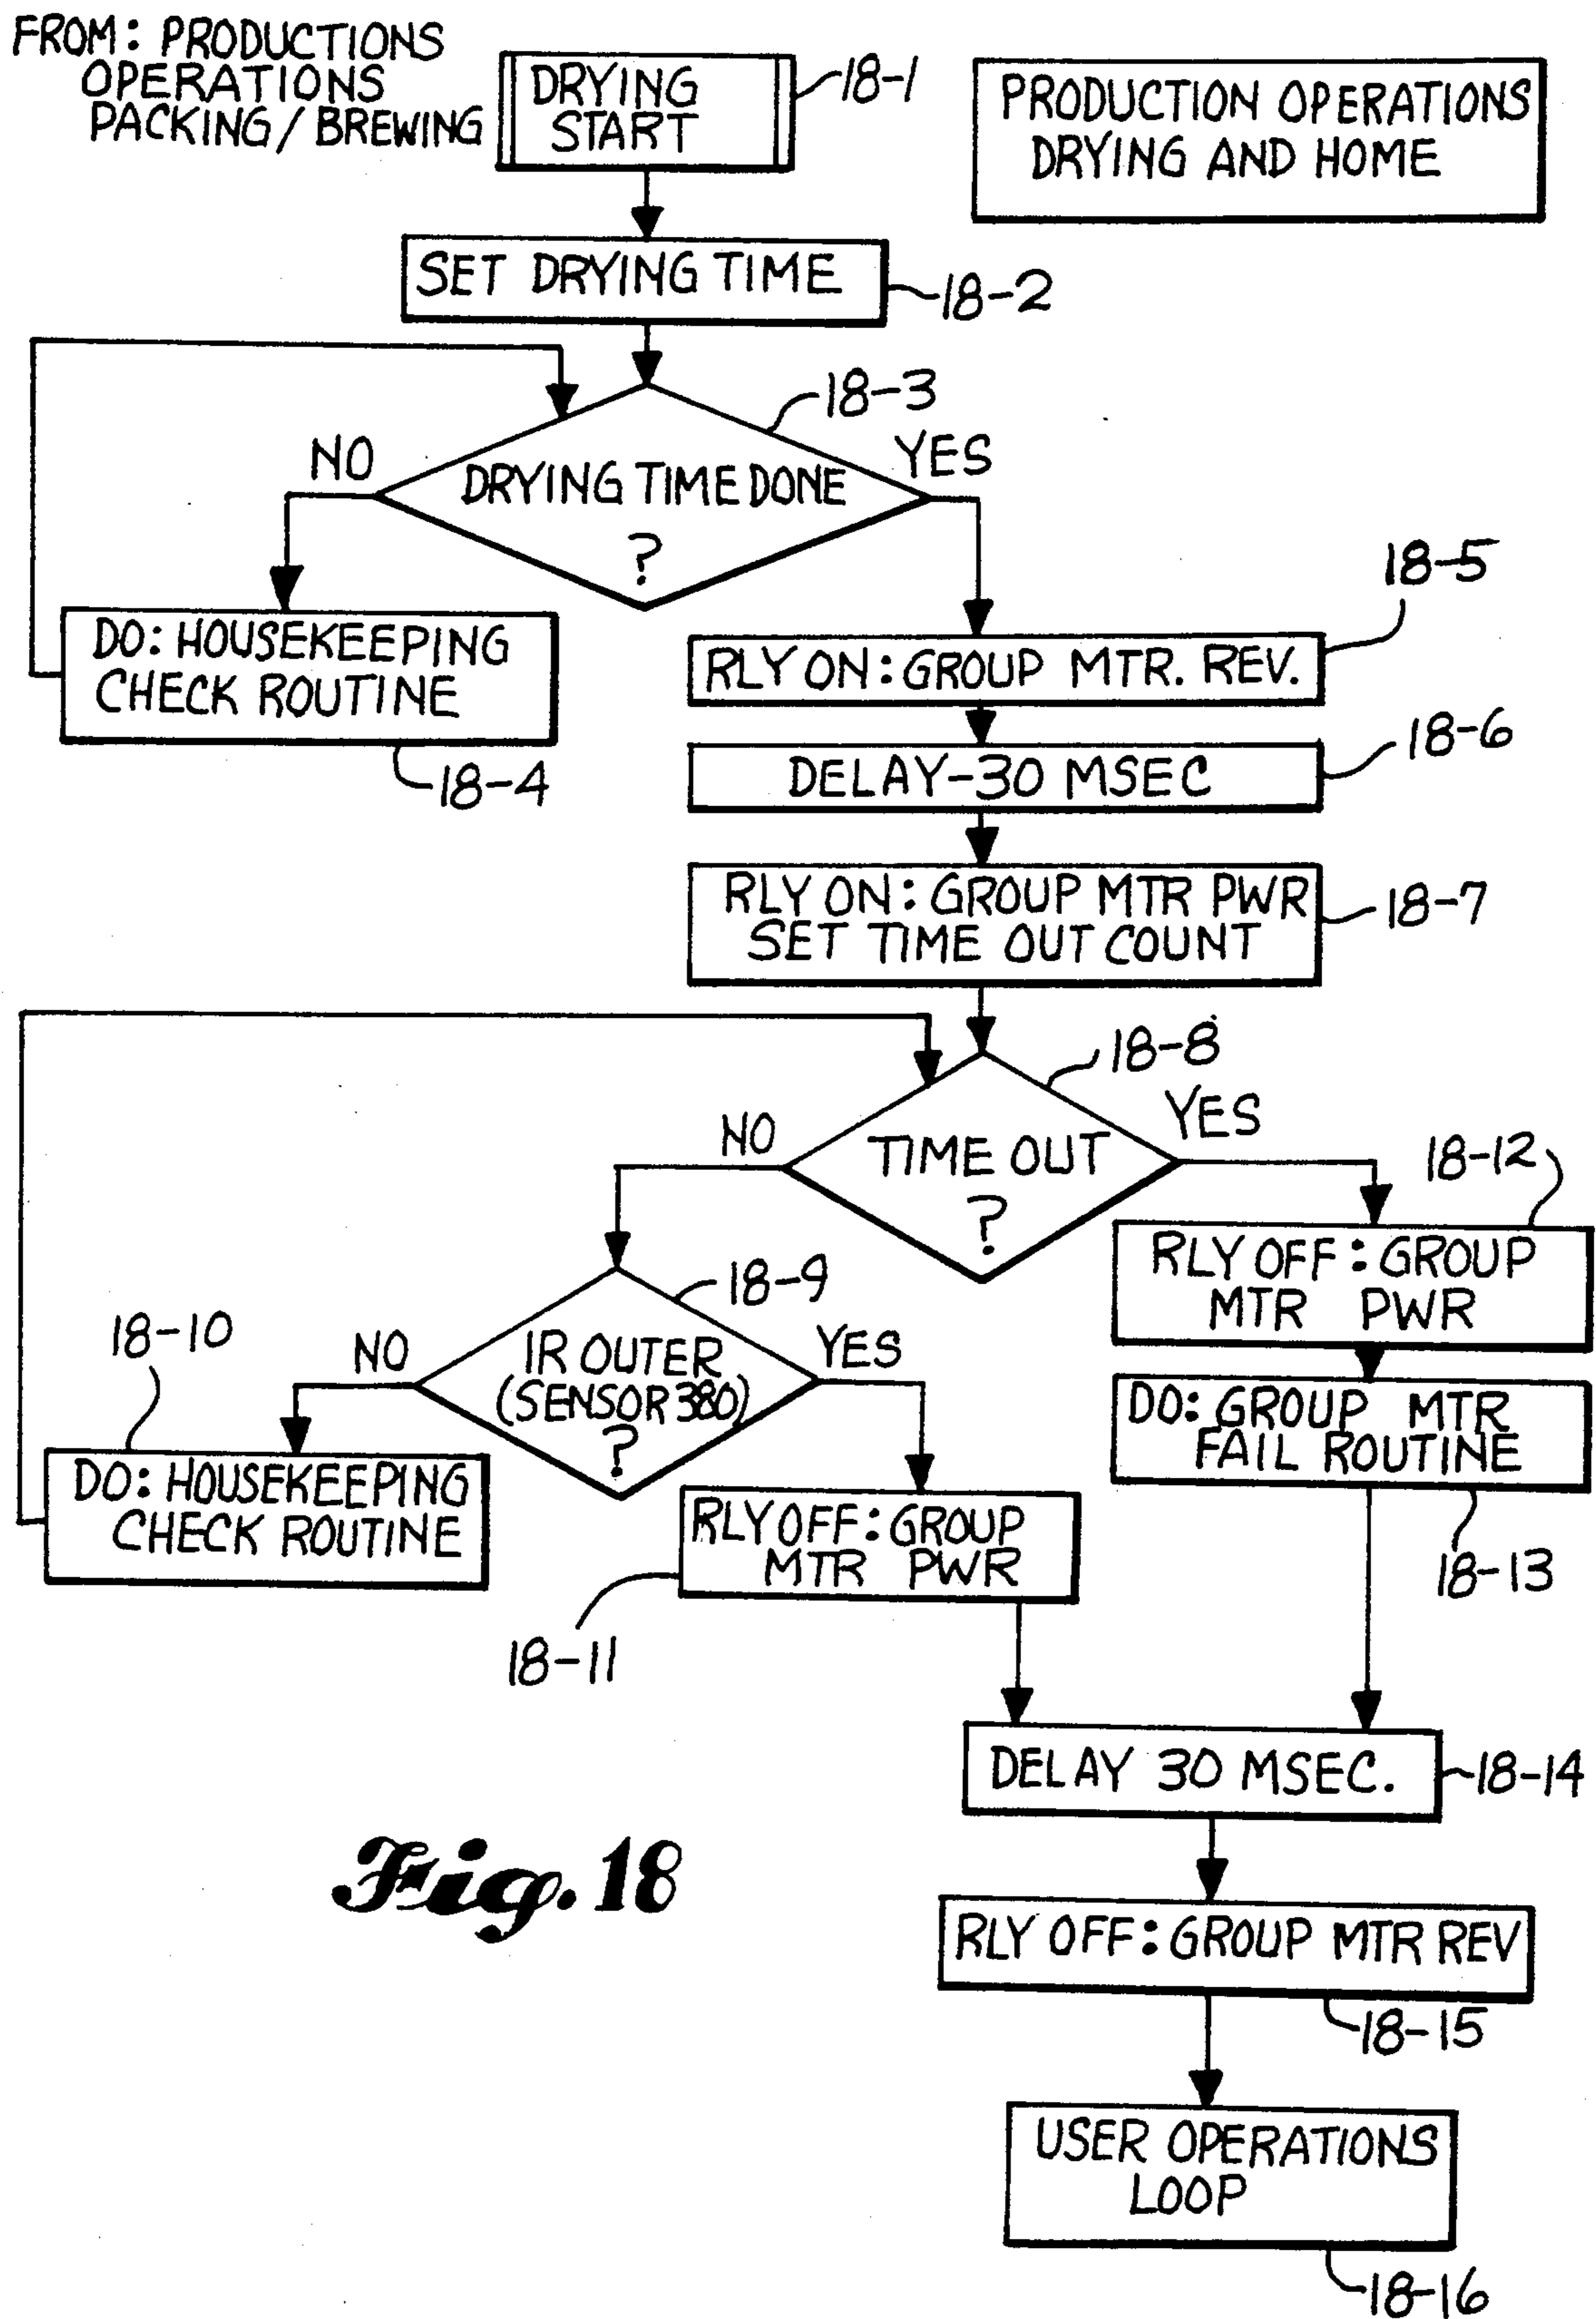 FROM: PRODUCTIONS
OPERATIONS
PACKING/BREWING
DRYING
START
18-1
PRODUCTION OPERATIONS
DRYING AND HOME
SET DRYING TIME
18-2
18-3
NO
YES
DRYING TIME DONE
?
DO: HOUSEKEEPING
CHECK ROUTINE
18-4
18-5
RLY ON: GROUP MTR. REV.
18-6
DELAY-30 MSEC
RLY ON: GROUP MTR PWR
SET TIME OUT COUNT
18-7
18-8
NO
YES
TIME OUT
?
18-12
RLY OFF: GROUP
MTR PWR
18-9
18-10
NO
YES
IR OUTER
(SENSOR 380)
?
DO: GROUP MTR
FAIL ROUTINE
18-13
DO: HOUSEKEEPING
CHECK ROUTINE
RLY OFF: GROUP
MTR PWR
18-11
DELAY 30 MSEC.
18-14
Fig. 18
RLY OFF: GROUP MTR REV
18-15
USER OPERATIONS
LOOP
18-16